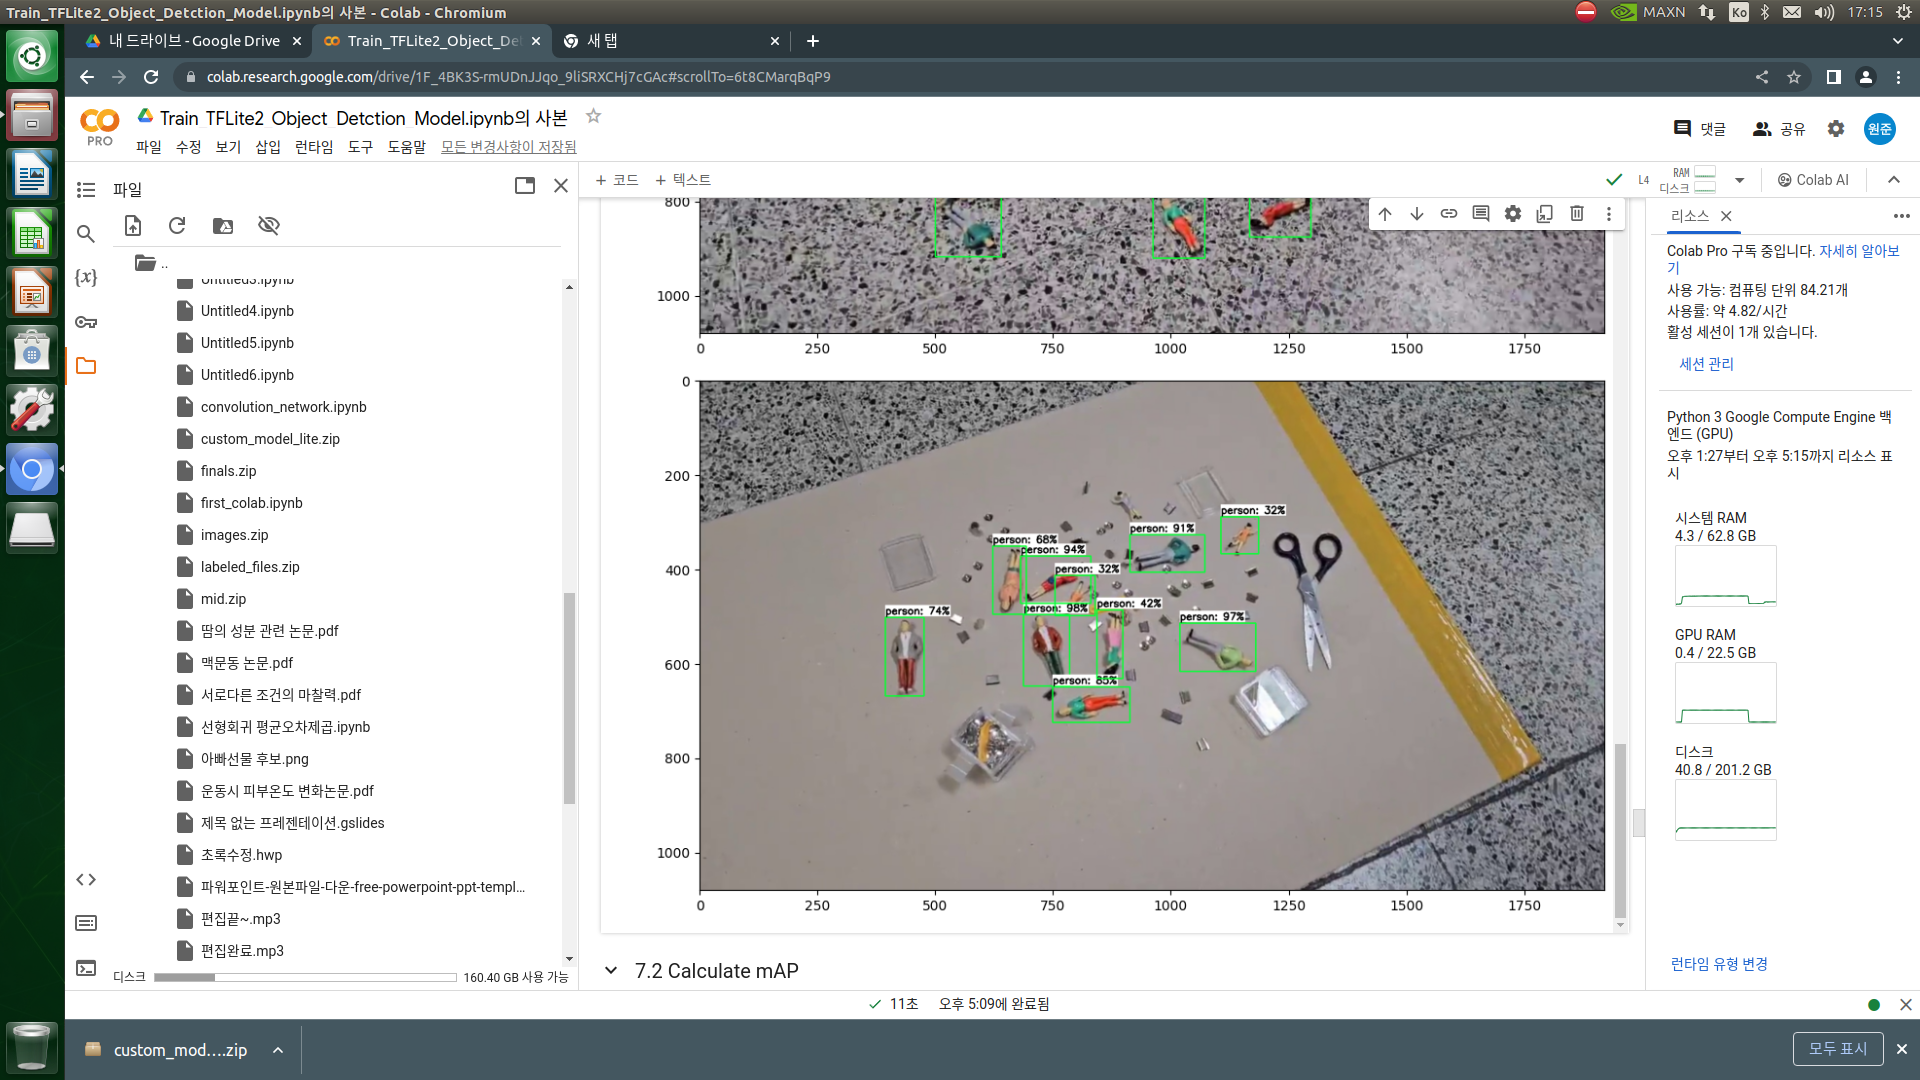 Train_TFLite2_Object_Detction_Model.ipynb의 사본 - Colab - Chromium
MAXN
Ko
17:15
내 드라이브 - Google Drive
Train_TFLite2_Object_De
새 탭
colab.research.google.com/drive/1F_4BK3S-rmUDnJJqo_9liSRXCHj7cGAc#scrollTo=6t8CMarqBqP9
PRO
Train_TFLite2_Object_Detction_Model.ipynb의 사본
파일 수정 보기 삽입 런타임 도구 도움말 모든 변경사항이 저장됨
댓글
공유
원준
파일
+ 코드 + 텍스트
L4
RAM
디스크
Colab AI
{x}
..
Untitled3.ipynb
Untitled4.ipynb
Untitled5.ipynb
Untitled6.ipynb
convolution_network.ipynb
custom_model_lite.zip
finals.zip
first_colab.ipynb
images.zip
labeled_files.zip
mid.zip
땀의 성분 관련 논문.pdf
맥문동 논문.pdf
서로다른 조건의 마찰력.pdf
선형회귀 평균오차제곱.ipynb
아빠선물 후보.png
운동시 피부온도 변화논문.pdf
제목 없는 프레젠테이션.gslides
초록수정.hwp
파워포인트-원본파일-다운-free-powerpoint-ppt-templ...
편집끝~.mp3
편집완료.mp3
디스크
160.40 GB 사용 가능
800
1000
0 250 500 750 1000 1250 1500 1750
0
200
400
600
800
1000
person: 32%
person: 91%
person: 68%
person: 94%
person: 32%
person: 42%
person: 98%
person: 74%
person: 97%
person: 85%
0 250 500 750 1000 1250 1500 1750
7.2 Calculate mAP
리소스
Colab Pro 구독 중입니다. 자세히 알아보
기
사용 가능: 컴퓨팅 단위 84.21개
사용률: 약 4.82/시간
활성 세션이 1개 있습니다.
세션 관리
Python 3 Google Compute Engine 백
엔드 (GPU)
오후 1:27부터 오후 5:15까지 리소스 표
시
시스템 RAM
4.3 / 62.8 GB
GPU RAM
0.4 / 22.5 GB
디스크
40.8 / 201.2 GB
런타임 유형 변경
11초 오후 5:09에 완료됨
custom_mod....zip
모두 표시